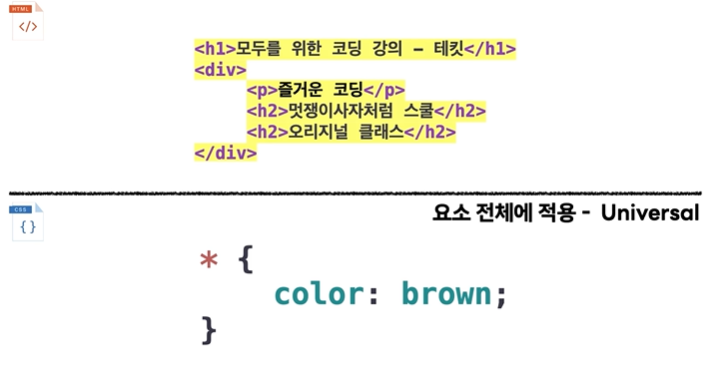 HTML
</>
<h1>모두를 위한 코딩 강의 - 테킷</h1>
<div>
<p>즐거운 코딩</p>
<h2>멋쟁이사자처럼 스쿨</h2>
<h2>오리지널 클래스</h2>
</div>
CSS
{ }
요소 전체에 적용 - Universal
* {
color: brown;
}